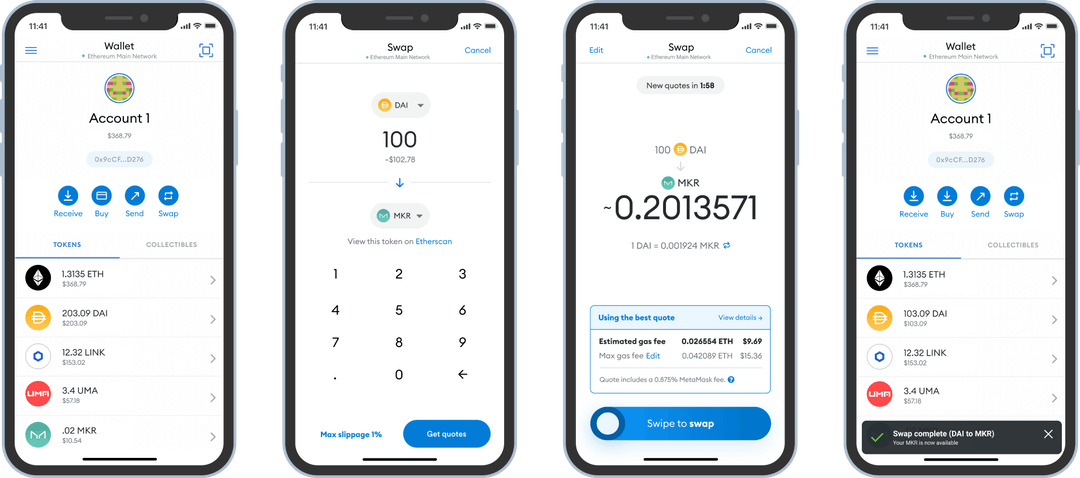 11:41
Wallet
Ethereum Main Network
Account 1
$368.79
0x9cCF...D276
Receive Buy Send Swap
TOKENS COLLECTIBLES
1.3135 ETH
$368.79
203.09 DAI
$203.09
12.32 LINK
$153.02
UMA
3.4 UMA
$57.18
.02 MKR
$10.54
11:41
Swap
Cancel
Ethereum Main Network
DAI
100
~$102.78
MKR
View this token on Etherscan
1 2 3
4 5 6
7 8 9
. 0
Max slippage 1%
Get quotes
11:41
Edit
Swap
Cancel
Ethereum Main Network
New quotes in 1:58
100 DAI
MKR
~0.2013571
1 DAI = 0.001924 MKR
Using the best quote View details
Estimated gas fee 0.026554 ETH $9.69
Max gas fee Edit 0.042089 ETH $15.36
Quote includes a 0.875% MetaMask fee. ?
Swipe to swap
11:41
Wallet
Ethereum Main Network
Account 1
$368.79
0x9cCF...D276
Receive Buy Send Swap
TOKENS COLLECTIBLES
1.3135 ETH
$368.79
103.09 DAI
$103.09
12.32 LINK
$153.02
UMA
3.4 UMA
$57.18
Swap complete (DAI to MKR)
Your MKR is now available